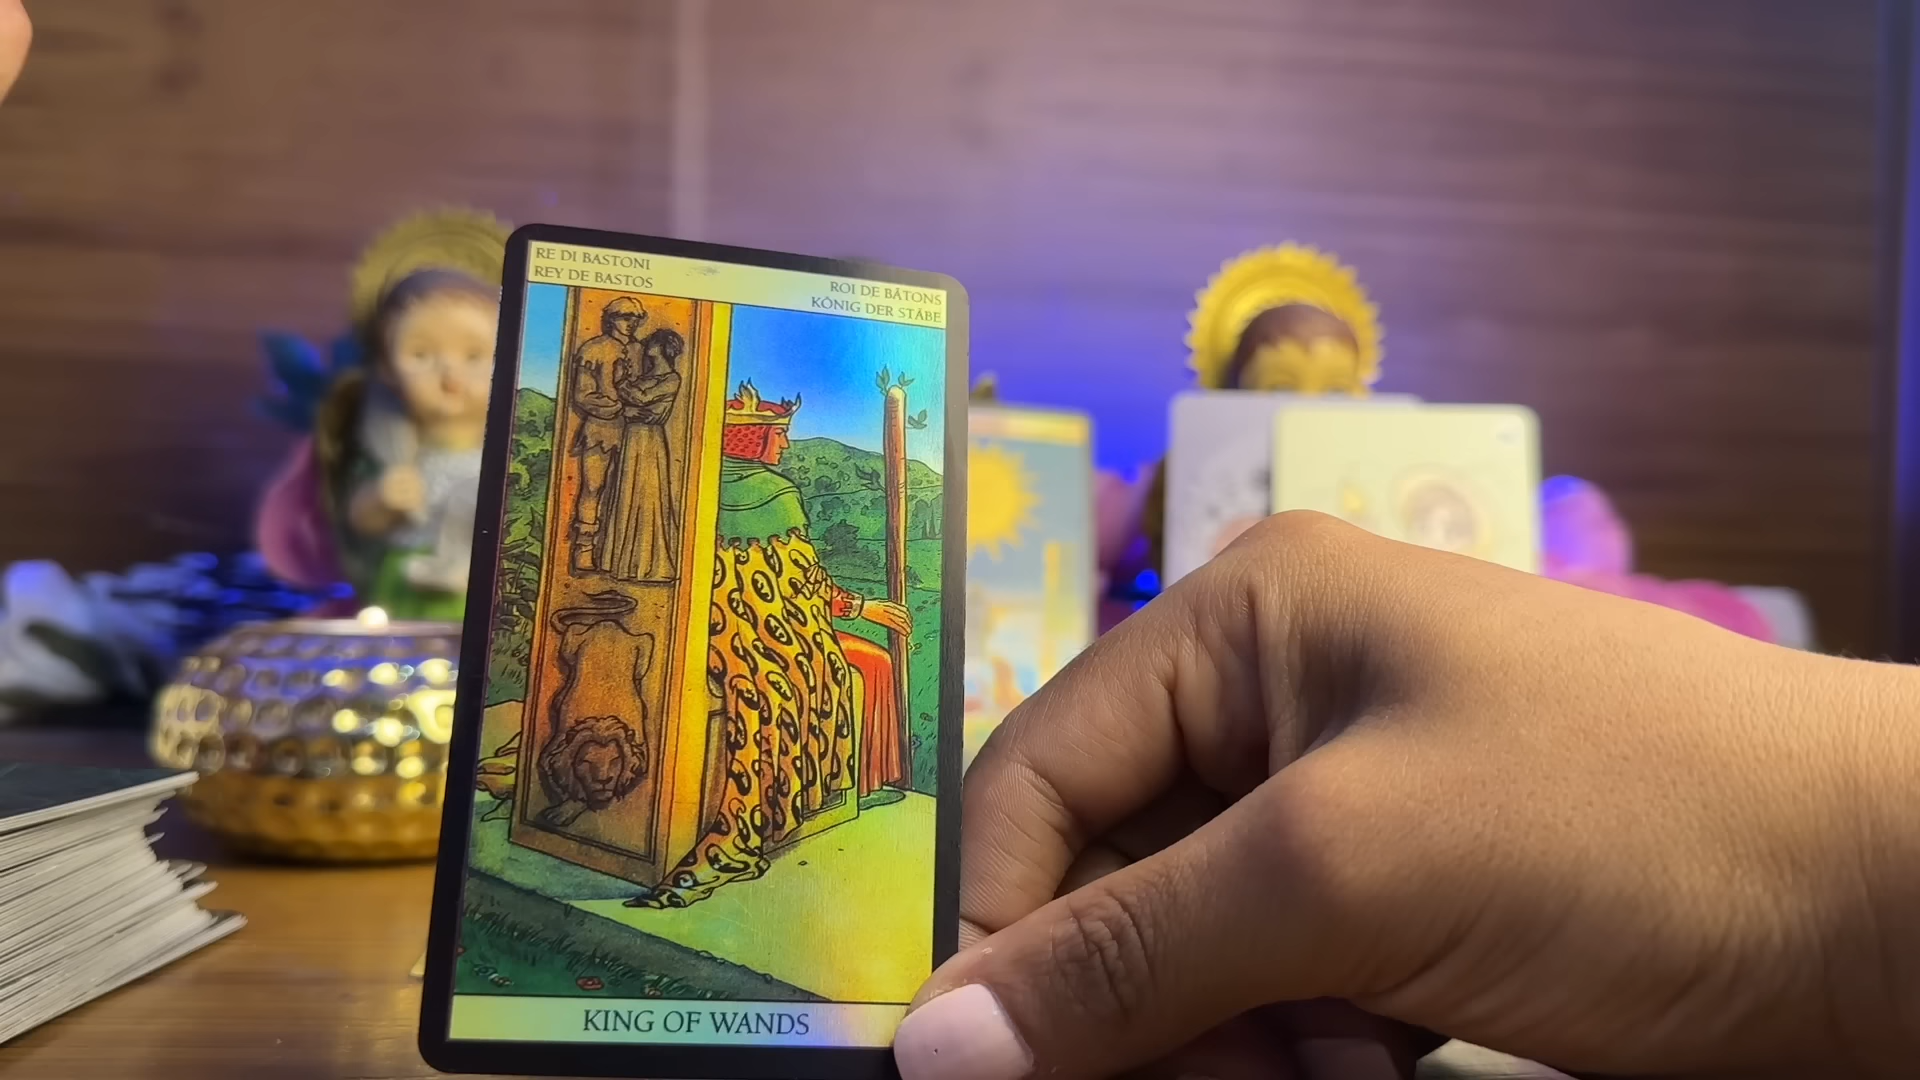 RE DI BASTONI
REY DE BASTOS
ROI DE BÂTONS
KÖNIG DER STÄBE
KING OF WANDS